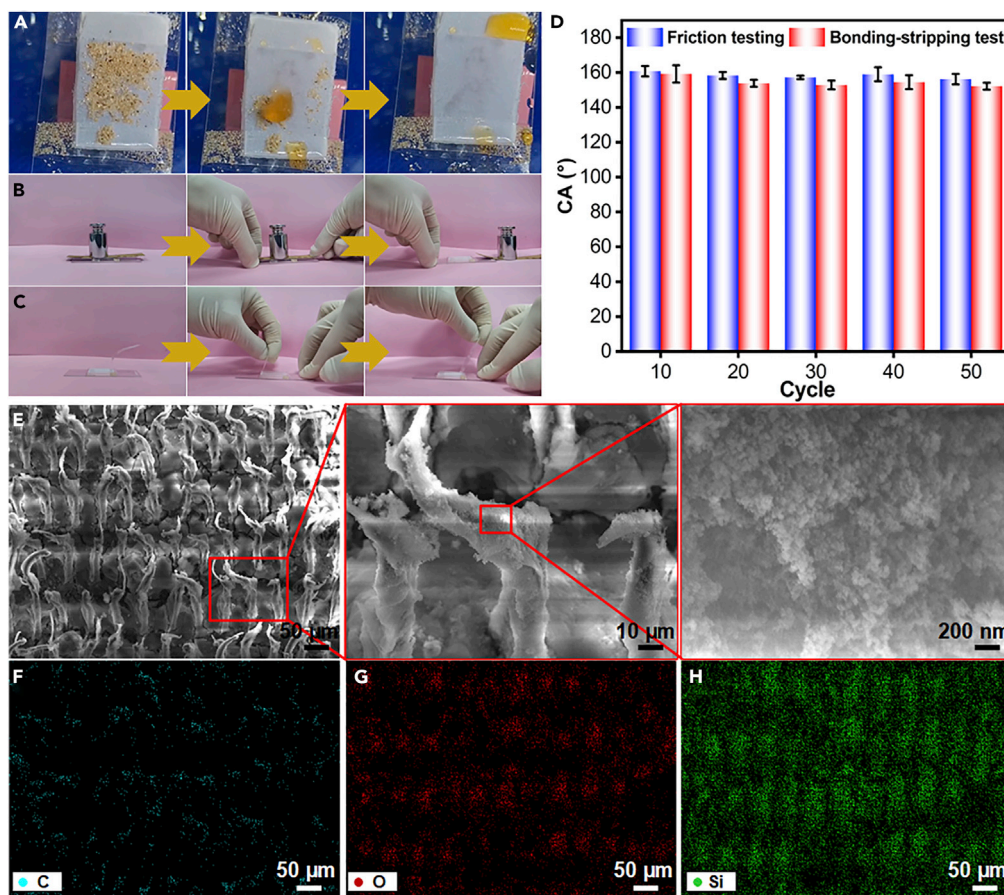 A
B
C
D
Friction testing
Bonding-stripping test
CA (°)
180
160
140
120
100
80
60
40
20
0
10 20 30 40 50
Cycle
E
50 μm
10 μm
200 nm
F
C
50 μm
G
O
50 μm
H
Si
50 μm